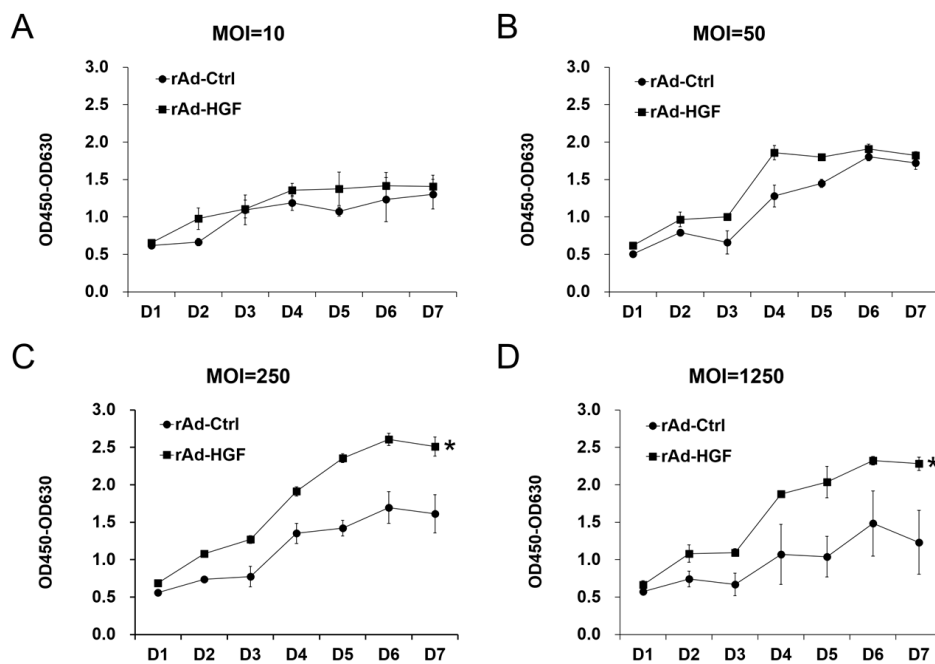 A
MOI=10
OD450-OD630
3.0
2.5
2.0
1.5
1.0
0.5
0.0
rAd-Ctrl
rAd-HGF
D1 D2 D3 D4 D5 D6 D7
B
MOI=50
OD450-OD630
3.0
2.5
2.0
1.5
1.0
0.5
0.0
rAd-Ctrl
rAd-HGF
D1 D2 D3 D4 D5 D6 D7
C
MOI=250
OD450-OD630
3.0
2.5
2.0
1.5
1.0
0.5
0.0
rAd-Ctrl
rAd-HGF
*
D1 D2 D3 D4 D5 D6 D7
D
MOI=1250
OD450-OD630
3.0
2.5
2.0
1.5
1.0
0.5
0.0
rAd-Ctrl
rAd-HGF
*
D1 D2 D3 D4 D5 D6 D7